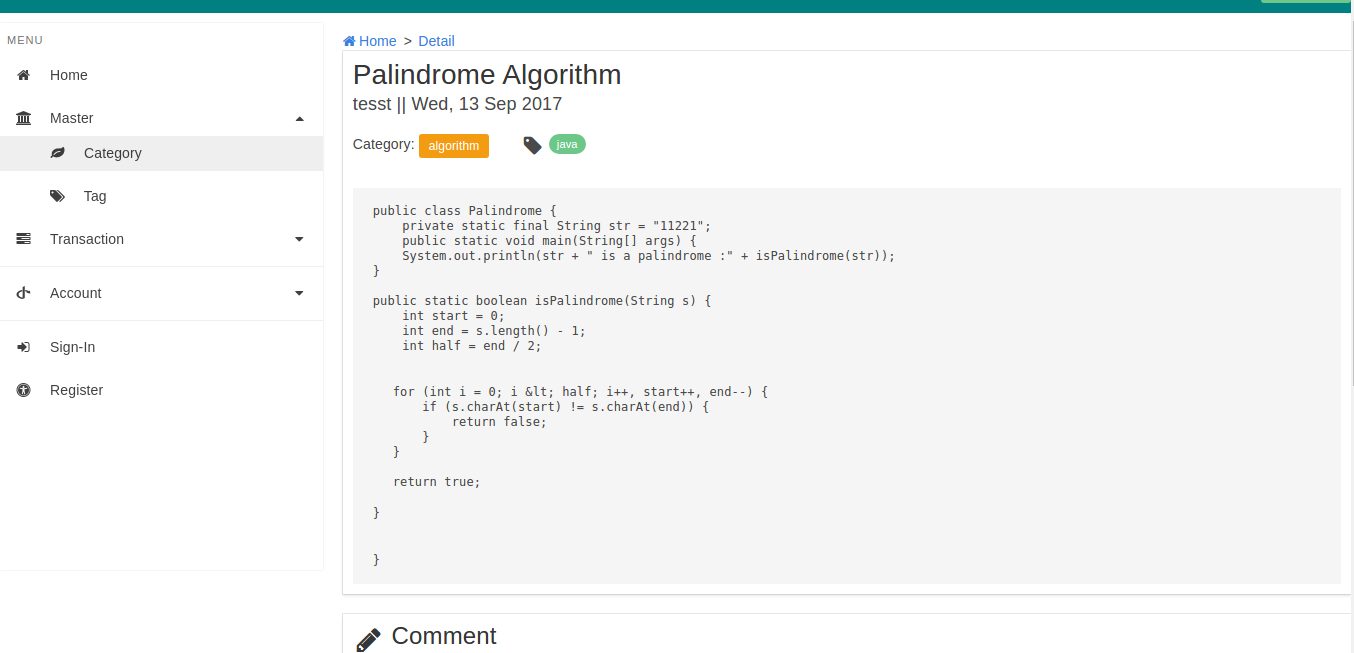 MENU
Home
Master
Category
Tag
Transaction
Account
Sign-In
Register
Home > Detail
Palindrome Algorithm
tesst || Wed, 13 Sep 2017
Category: algorithm java
public class Palindrome {
    private static final String str = "11221";
    public static void main(String[] args) {
    System.out.println(str + " is a palindrome :" + isPalindrome(str));
}
public static boolean isPalindrome(String s) {
    int start = 0;
    int end = s.length() - 1;
    int half = end / 2;
for (int i = 0; i &lt; half; i++, start++, end--) {
    if (s.charAt(start) != s.charAt(end)) {
        return false;
    }
}
return true;
}
}
Comment